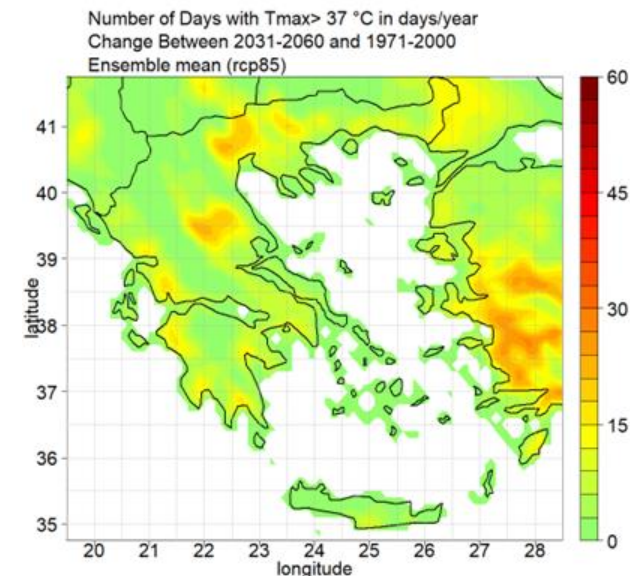 Number of Days with Tmax> 37 °C in days/year
Change Between 2031-2060 and 1971-2000
Ensemble mean (rcp85)
60
45
30
15
0
41
40
39
38
37
36
35
latitude
20 21 22 23 24 25 26 27 28
longitude